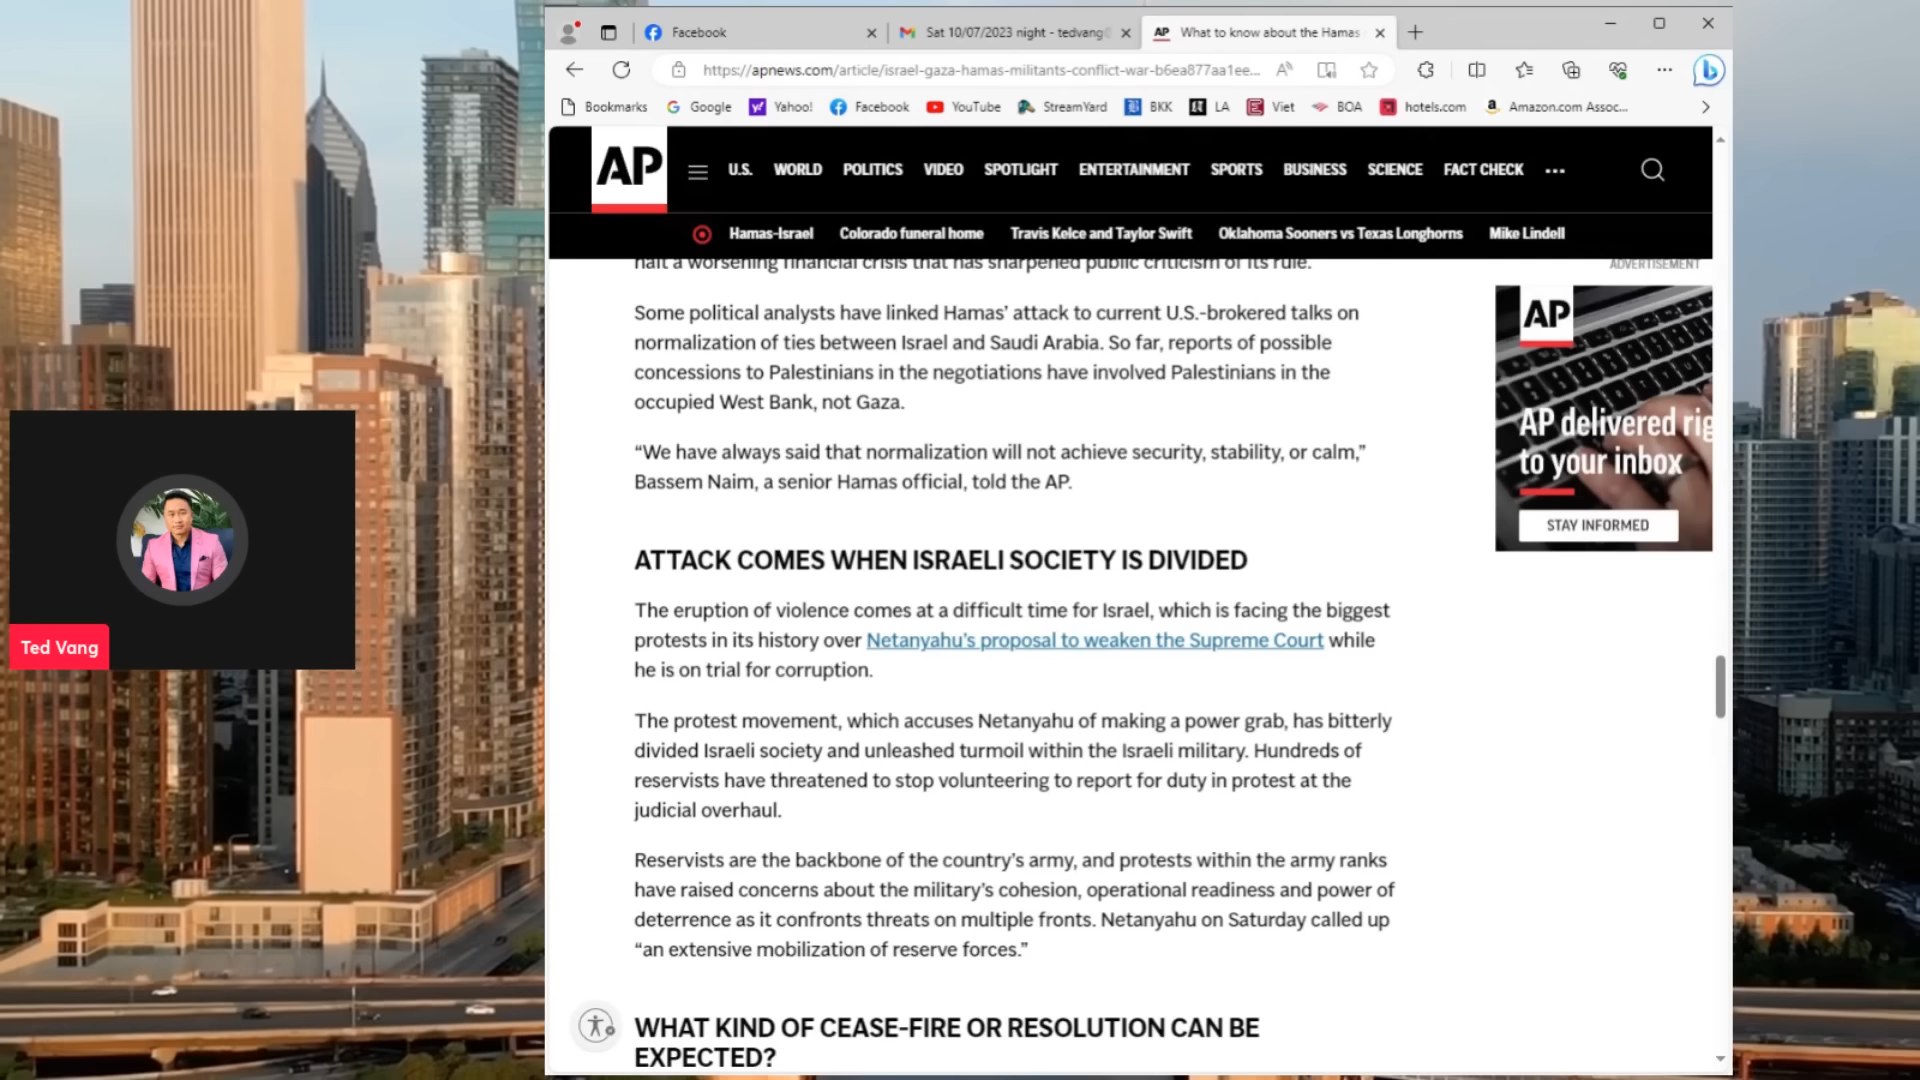 Facebook
Sat 10/07/2023 night - tedvang
What to know about the Hamas
https://apnews.com/article/israel-gaza-hamas-militants-conflict-war-b6ea877aa1ee...
Bookmarks Google Yahoo! Facebook YouTube StreamYard BKK LA Viet BOA hotels.com Amazon.com Assoc...
AP
U.S. WORLD POLITICS VIDEO SPOTLIGHT ENTERTAINMENT SPORTS BUSINESS SCIENCE FACT CHECK
Hamas-Israel Colorado funeral home Travis Kelce and Taylor Swift Oklahoma Sooners vs Texas Longhorns Mike Lindell
halt a worsening financial crisis that has sharpened public criticism of its rule.
Some political analysts have linked Hamas’ attack to current U.S.-brokered talks on
normalization of ties between Israel and Saudi Arabia. So far, reports of possible
concessions to Palestinians in the negotiations have involved Palestinians in the
occupied West Bank, not Gaza.
“We have always said that normalization will not achieve security, stability, or calm,”
Bassem Naim, a senior Hamas official, told the AP.
ATTACK COMES WHEN ISRAELI SOCIETY IS DIVIDED
The eruption of violence comes at a difficult time for Israel, which is facing the biggest
protests in its history over Netanyahu’s proposal to weaken the Supreme Court while
he is on trial for corruption.
The protest movement, which accuses Netanyahu of making a power grab, has bitterly
divided Israeli society and unleashed turmoil within the Israeli military. Hundreds of
reservists have threatened to stop volunteering to report for duty in protest at the
judicial overhaul.
Reservists are the backbone of the country’s army, and protests within the army ranks
have raised concerns about the military’s cohesion, operational readiness and power of
deterrence as it confronts threats on multiple fronts. Netanyahu on Saturday called up
“an extensive mobilization of reserve forces.”
WHAT KIND OF CEASE-FIRE OR RESOLUTION CAN BE
EXPECTED?
ADVERTISEMENT
AP
AP delivered rig
to your inbox
STAY INFORMED
Ted Vang